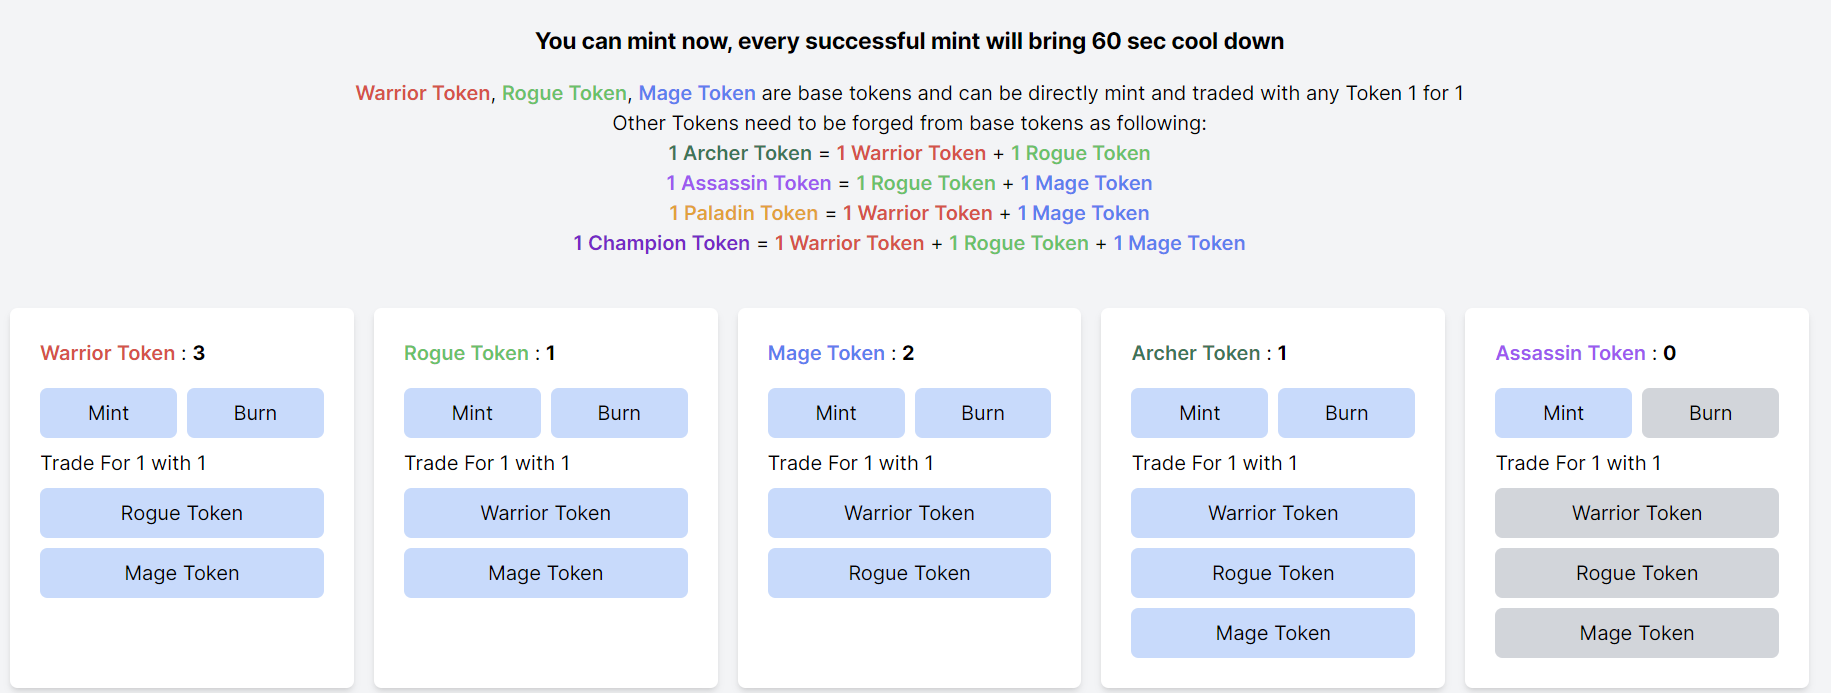 You can mint now, every successful mint will bring 60 sec cool down
Warrior Token, Rogue Token, Mage Token are base tokens and can be directly mint and traded with any Token 1 for 1
Other Tokens need to be forged from base tokens as following:
1 Archer Token = 1 Warrior Token + 1 Rogue Token
1 Assassin Token = 1 Rogue Token + 1 Mage Token
1 Paladin Token = 1 Warrior Token + 1 Mage Token
1 Champion Token = 1 Warrior Token + 1 Rogue Token + 1 Mage Token
Warrior Token : 3
Mint Burn
Trade For 1 with 1
Rogue Token
Mage Token
Rogue Token : 1
Mint Burn
Trade For 1 with 1
Warrior Token
Mage Token
Mage Token : 2
Mint Burn
Trade For 1 with 1
Warrior Token
Rogue Token
Archer Token : 1
Mint Burn
Trade For 1 with 1
Warrior Token
Rogue Token
Mage Token
Assassin Token : 0
Mint Burn
Trade For 1 with 1
Warrior Token
Rogue Token
Mage Token